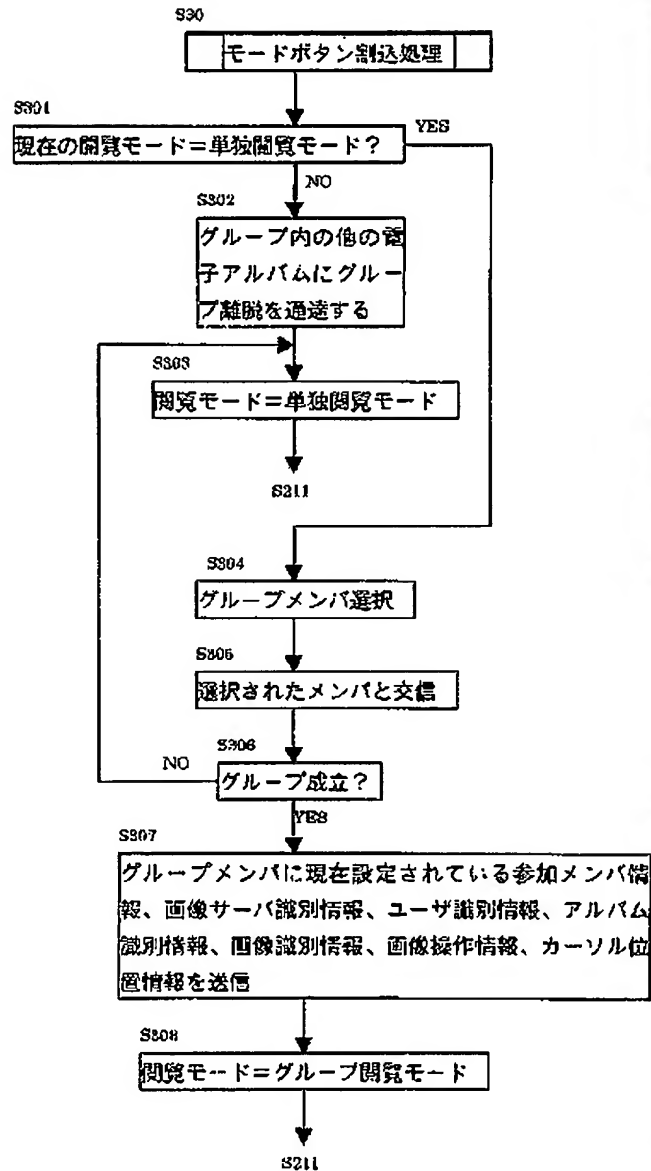 S30
モードボタン割込処理
S301
現在の閲覧モード＝単独閲覧モード？
YES
NO
S302
グループ内の他の電
子アルバムにグルー
プ離脱を通達する
S303
閲覧モード＝単独閲覧モード
S211
S304
グループメンバ選択
S305
選択されたメンバと交信
S306
NO
グループ成立？
YES
S307
グループメンバに現在設定されている参加メンバ情
報、画像サーバ識別情報、ユーザ識別情報、アルバム
識別情報、画像識別情報、画像操作情報、カーソル位
置情報を送信
S308
閲覧モード＝グループ閲覧モード
S211